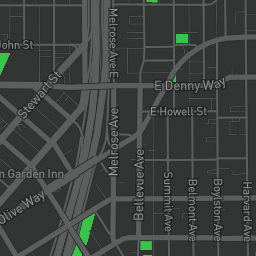 John St
Melrose Ave E
Stewart St
E Denny Way
E Howell St
Melrose Ave
n Garden Inn
Olive Way
Bellevue Ave
Summit Ave
Belmont Ave
Boylston Ave
Harvard Ave